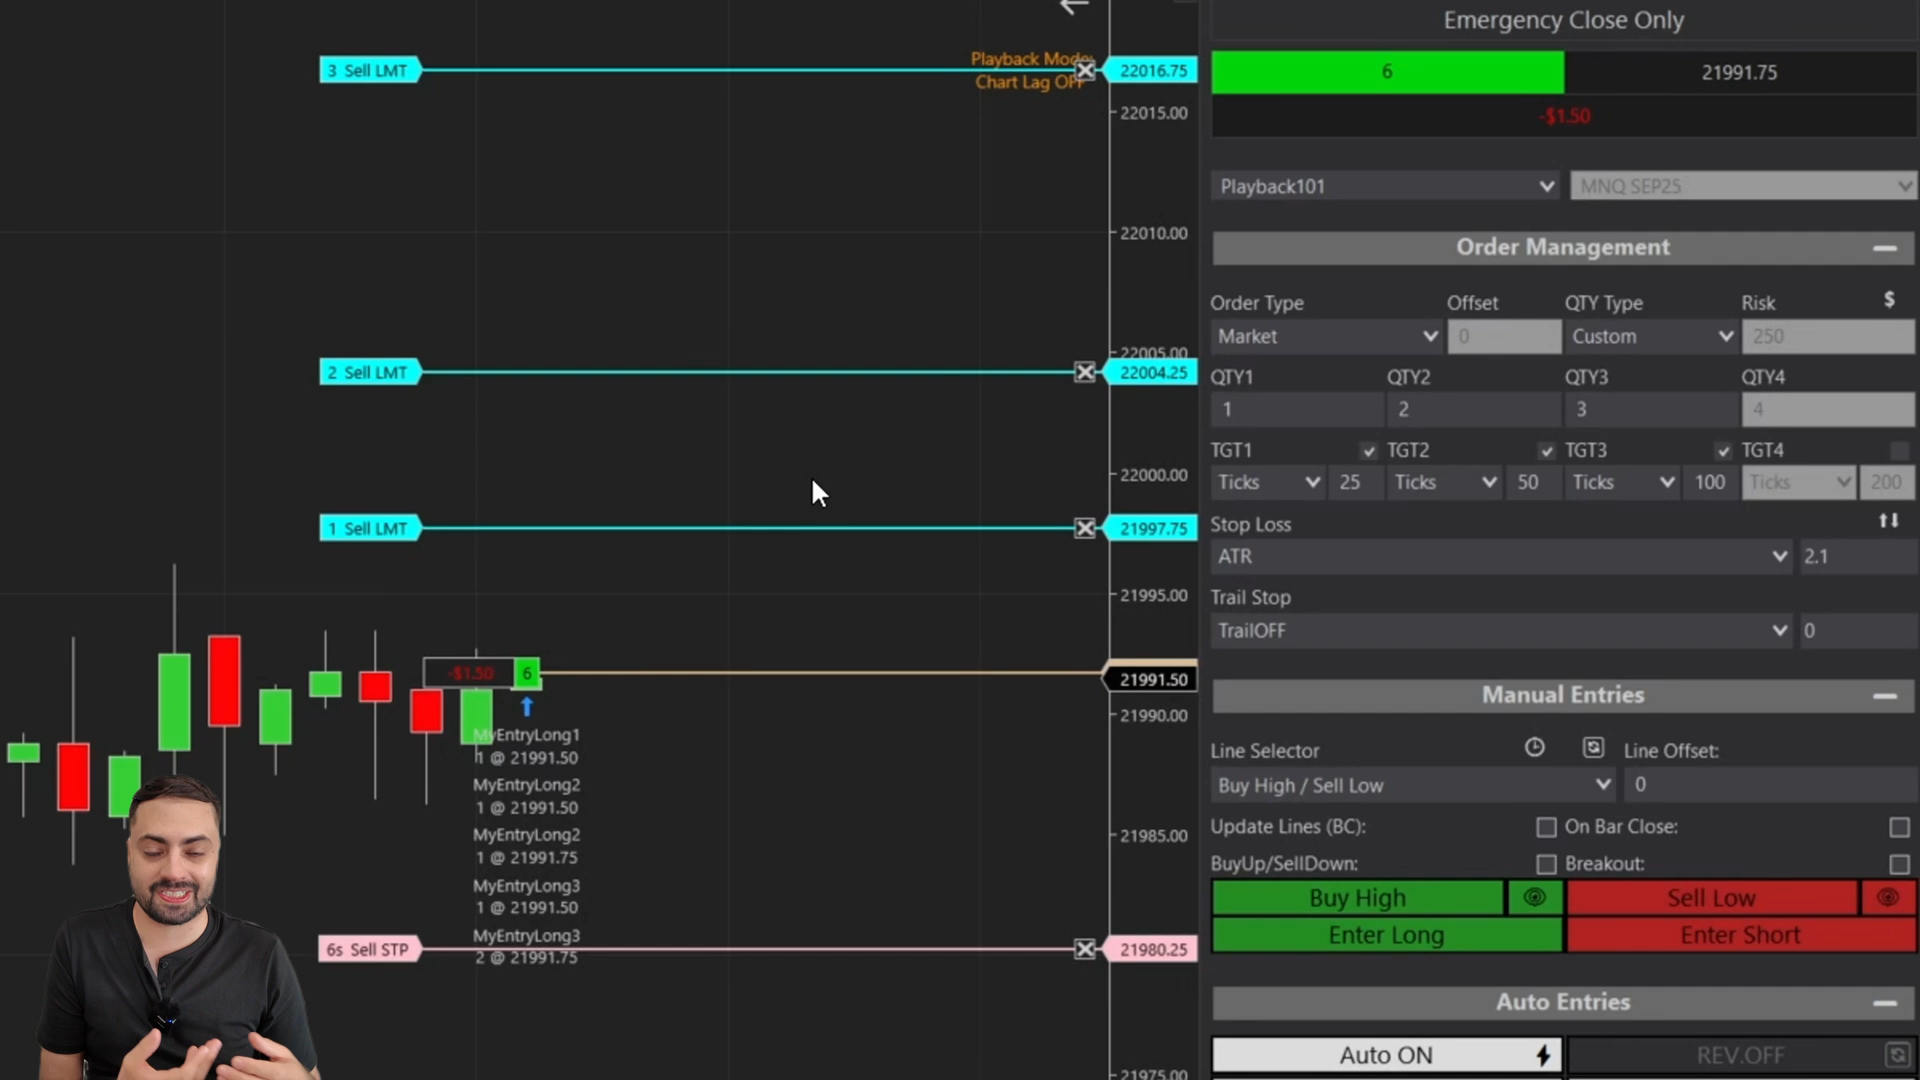 Emergency Close Only
3 Sell LMT
Playback Mode:
Chart Lag OFF
22016.75
22015.00
22010.00
22005.00
2 Sell LMT
22004.25
22000.00
1 Sell LMT
21997.75
21995.00
-$1.50 6
21991.50
21990.00
MyEntryLong1
1 @ 21991.50
MyEntryLong2
1 @ 21991.50
MyEntryLong2
1 @ 21991.75
21985.00
MyEntryLong3
1 @ 21991.50
MyEntryLong3
2 @ 21991.75
6s Sell STP
21980.25
21975.00
6 21991.75
-$1.50
Playback101 MNQ SEP25
Order Management
Order Type Offset QTY Type Risk $
Market 0 Custom 250
QTY1 QTY2 QTY3 QTY4
1 2 3 4
TGT1 TGT2 TGT3 TGT4
Ticks 25 Ticks 50 Ticks 100 Ticks 200
Stop Loss
ATR 2.1
Trail Stop
TrailOFF 0
Manual Entries
Line Selector Line Offset:
Buy High / Sell Low 0
Update Lines (BC): On Bar Close:
BuyUp/SellDown: Breakout:
Buy High Sell Low
Enter Long Enter Short
Auto Entries
Auto ON REV.OFF